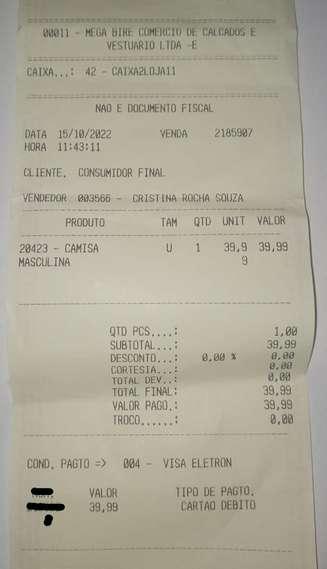 00011 - MEGA BIRE COMERCIO DE CALCADOS E
VESTUARIO LTDA -E
CAIXA...: 42 - CAIXA2LOJA11
NAO E DOCUMENTO FISCAL
DATA 15/10/2022 VENDA 2185907
HORA 11:43:11
CLIENTE. CONSUMIDOR FINAL
VENDEDOR 003566 - CRISTINA ROCHA SOUZA
PRODUTO TAM QTD UNIT VALOR
20423 - CAMISA U 1 39,9 39,99
MASCULINA 9
QTD PCS....: 1,00
SUBTOTAL...: 39,99
DESCONTO...: 0,00 % 0,00
CORTESIA...: 0,00
TOTAL DEV..: 0,00
TOTAL FINAL: 39,99
VALOR PAGO.: 39,99
TROCO......: 0,00
COND. PAGTO => 004 - VISA ELETRON
VALOR TIPO DE PAGTO.
39,99 CARTAO DEBITO